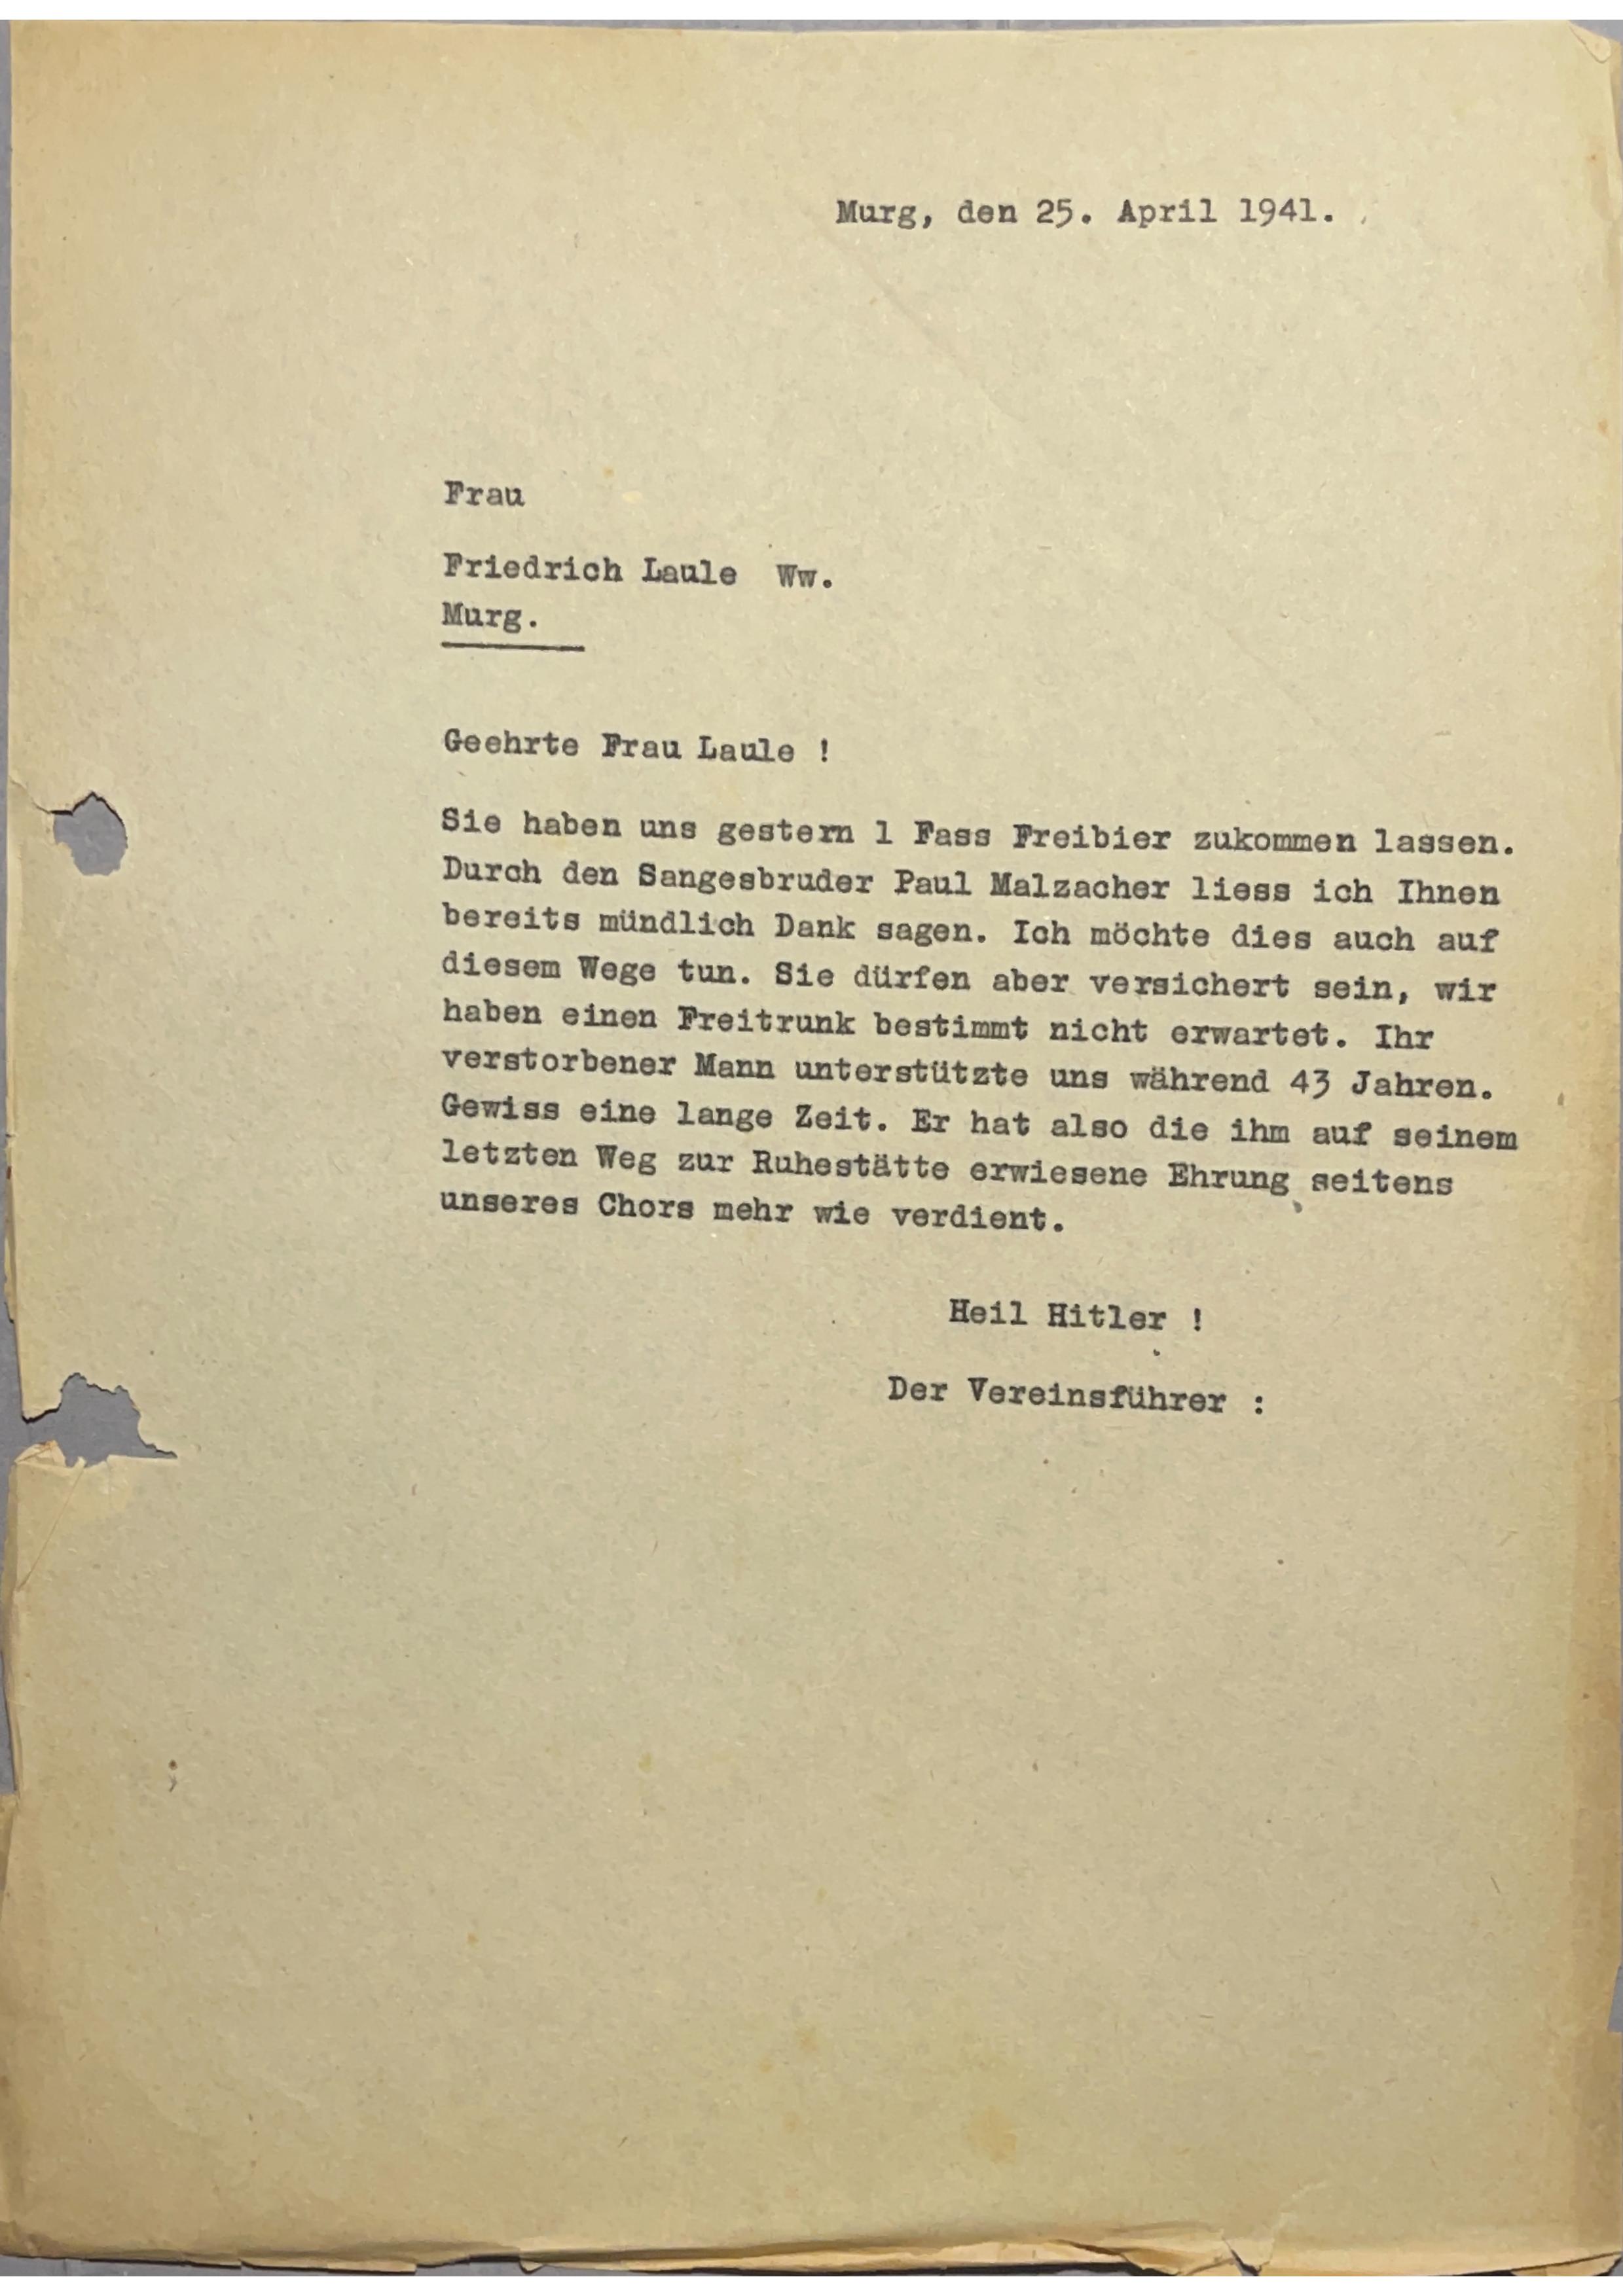 Murg, den 25. April 1941.
Frau
Friedrich Laule Ww.
Murg.
Geehrte Frau Laule !
Sie haben uns gestern 1 Fass Freibier zukommen lassen.
Durch den Sangesbruder Paul Malzacher liess ich Ihnen
bereits mündlich Dank sagen. Ich möchte dies auch auf
diesem Wege tun. Sie dürfen aber versichert sein, wir
haben einen Freitrunk bestimmt nicht erwartet. Ihr
verstorbener Mann unterstützte uns während 43 Jahren.
Gewiss eine lange Zeit. Er hat also die ihm auf seinem
letzten Weg zur Ruhestätte erwiesene Ehrung seitens
unseres Chors mehr wie verdient.
Heil Hitler !
Der Vereinsführer :